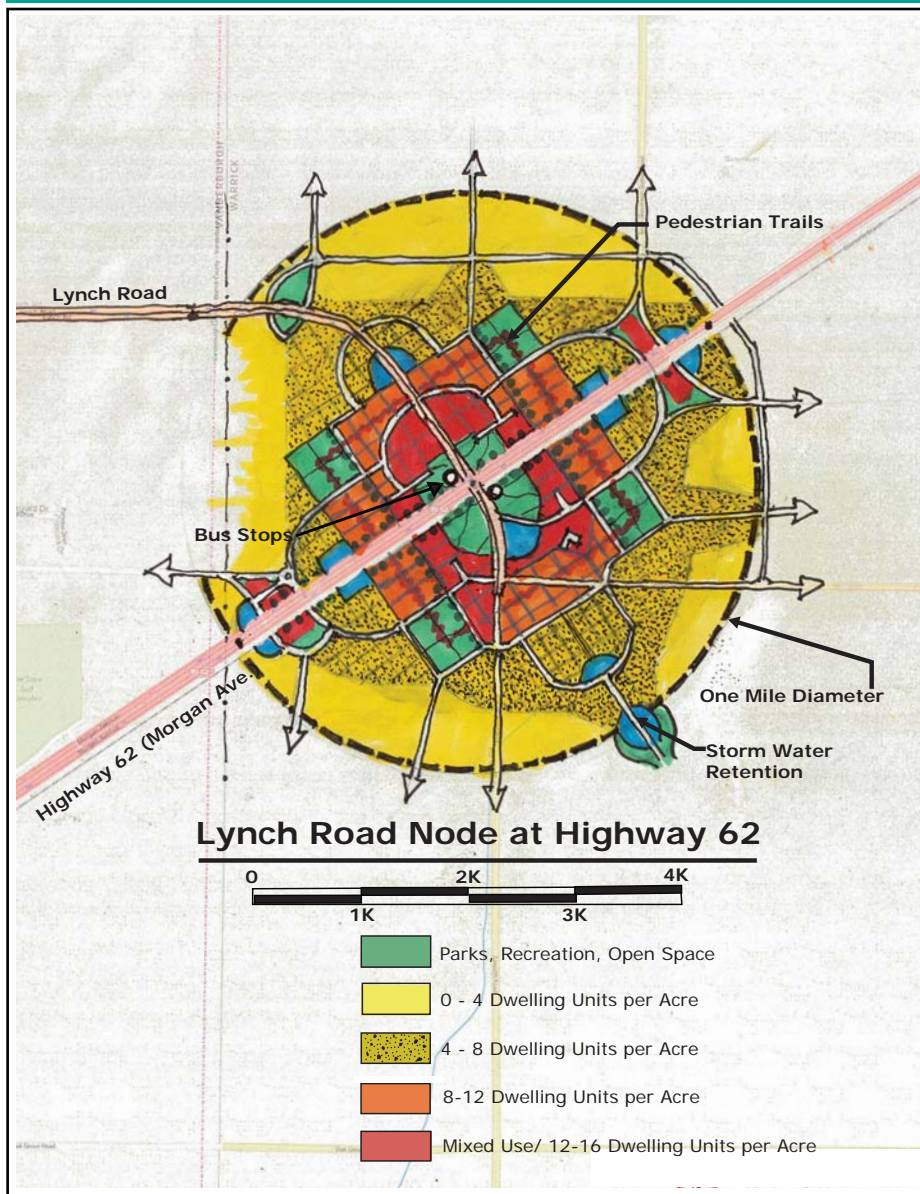 VANDERBURGH
WARRICK
Pedestrian Trails
Lynch Road
Bus Stops
One Mile Diameter
Storm Water
Retention
Highway 62 (Morgan Ave.
Lynch Road Node at Highway 62
0 2K 4K
1K 3K
Parks, Recreation, Open Space
0 - 4 Dwelling Units per Acre
4 - 8 Dwelling Units per Acre
8-12 Dwelling Units per Acre
Mixed Use/ 12-16 Dwelling Units per Acre